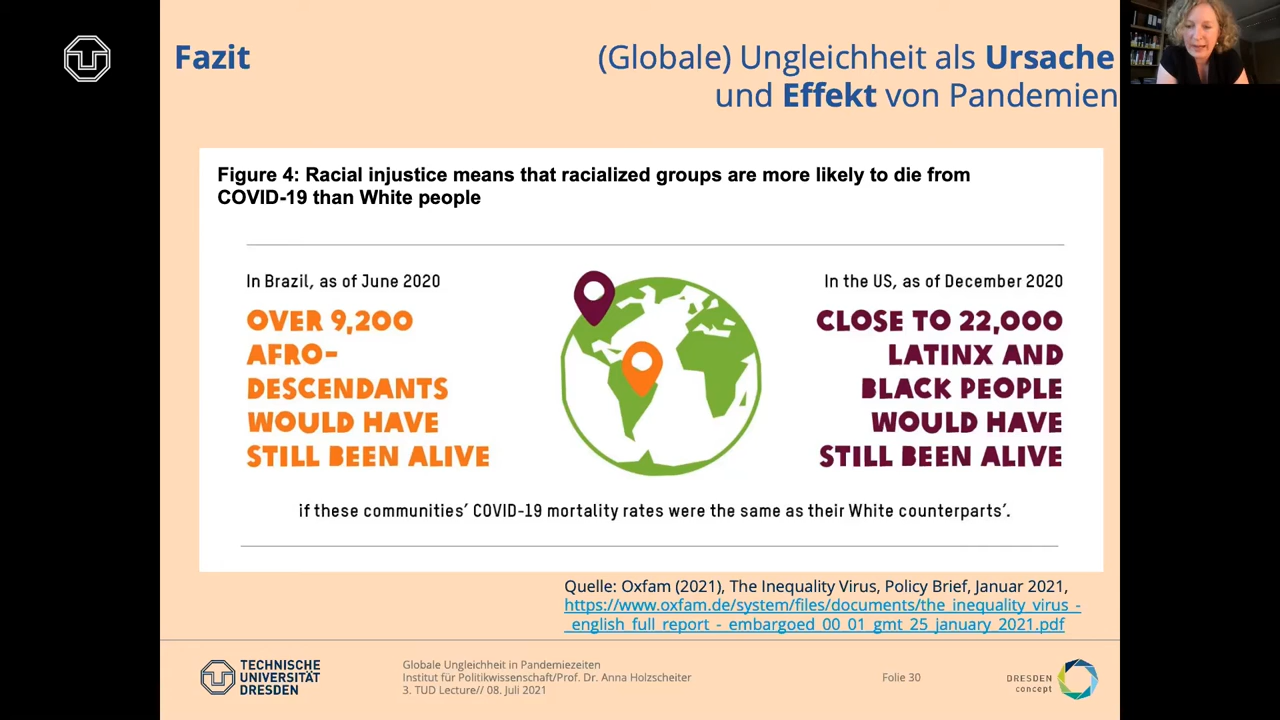 Fazit
(Globale) Ungleichheit als Ursache
und Effekt von Pandemien
Figure 4: Racial injustice means that racialized groups are more likely to die from
COVID-19 than White people
In Brazil, as of June 2020
OVER 9,200
AFRO-
DESCENDANTS
WOULD HAVE
STILL BEEN ALIVE
In the US, as of December 2020
CLOSE TO 22,000
LATINX AND
BLACK PEOPLE
WOULD HAVE
STILL BEEN ALIVE
if these communities’ COVID-19 mortality rates were the same as their White counterparts’.
Quelle: Oxfam (2021), The Inequality Virus, Policy Brief, Januar 2021,
https://www.oxfam.de/system/files/documents/the_inequality_virus_-
_english_full_report_-_embargoed_00_01_gmt_25_january_2021.pdf
TECHNISCHE
UNIVERSITÄT
DRESDEN
Globale Ungleichheit in Pandemiezeiten
Institut für Politikwissenschaft/Prof. Dr. Anna Holzscheiter
3. TUD Lecture// 08. Juli 2021
Folie 30
DRESDEN
concept